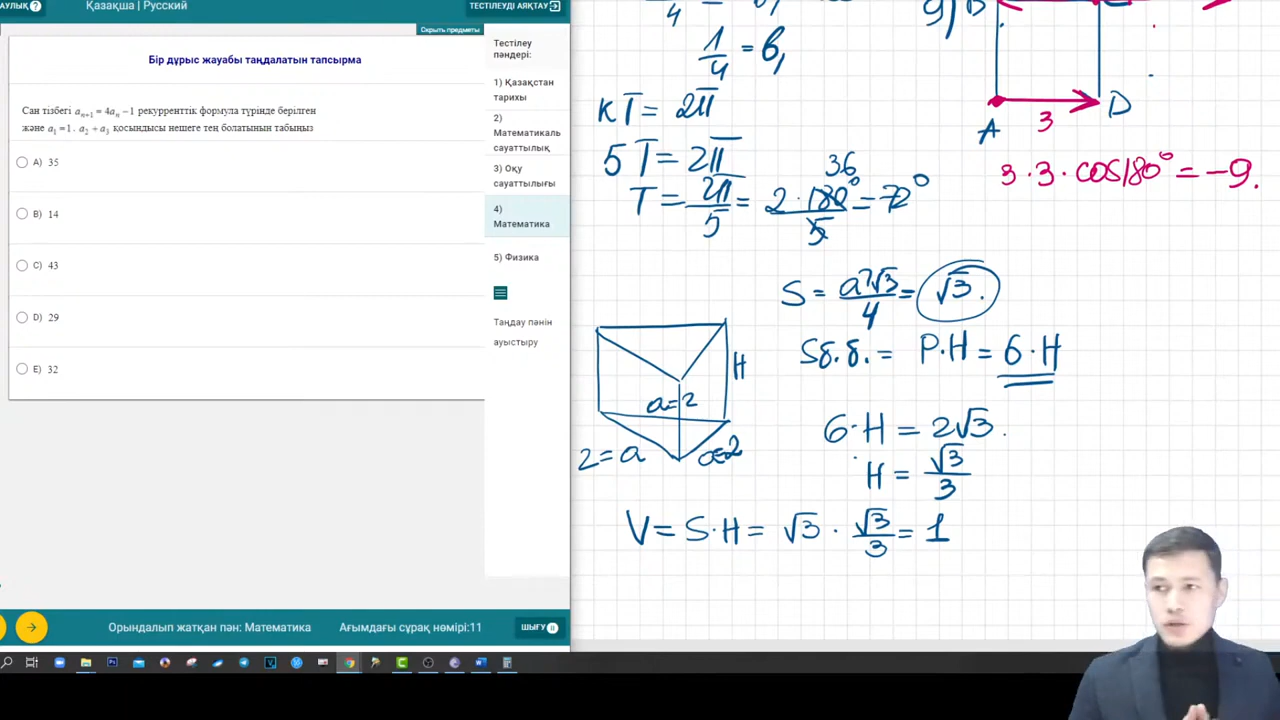 АУЛЫҚ ?
Қазақша | Русский
ТЕСТІЛЕУДІ АЯҚТАУ
Скрыть предметы
Бір дұрыс жауабы таңдалатын тапсырма
Сан тізбегі aₙ₊₁ = 4aₙ −1 рекурренттік формула түрінде берілген
және a₁ = 1. a₂ + a₃ қосындысы нешеге тең болатынын табыңыз
A) 35
B) 14
C) 43
D) 29
E) 32
Тестілеу
пәндері:
1) Қазақстан
тарихы
2)
Математикалық
сауаттылық
3) Оқу
сауаттылығы
4)
Математика
5) Физика
Таңдау пәнін
ауыстыру
Орындалып жатқан пән: Математика
Ағымдағы сұрақ нөмірі:11
ШЫҒУ
1/4 = b₁
KT = 2π
5T = 2π
T = 2π/5 = 2·180°/5 = 72°
36
9)
A
3
D
3·3·cos180° = −9.
S = a²√3/4 = √3.
Sб.б. = P·H = 6·H
H
a=2
2=a
a=2
6·H = 2√3.
H = √3/3
V = S·H = √3 · √3/3 = 1